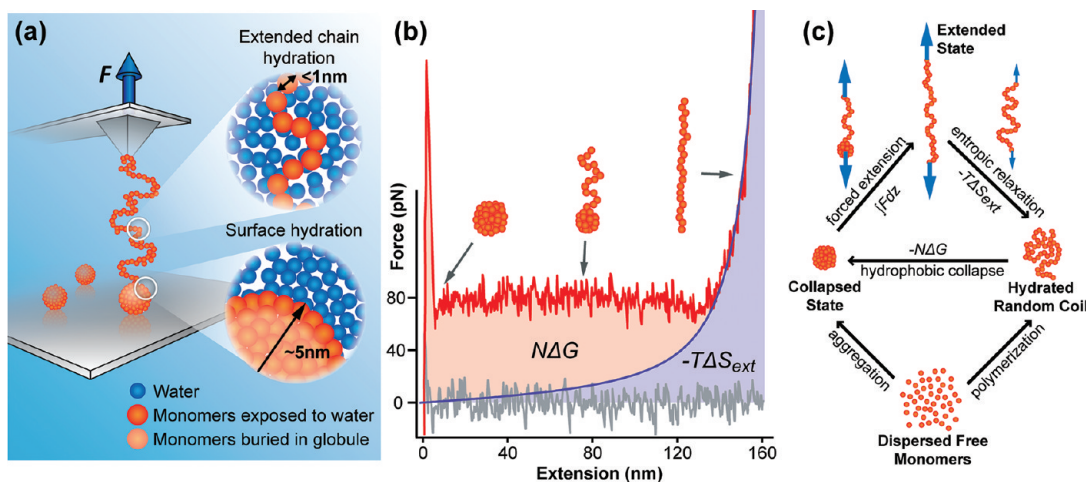 (a)
F
Extended chain
hydration
<1nm
Surface hydration
~5nm
Water
Monomers exposed to water
Monomers buried in globule
(b)
Force (pN)
80
40
0
NΔG
-TΔSext
0
40
80
120
160
Extension (nm)
(c)
Extended
State
forced extension
∫Fdz
entropic relaxation
-TΔSext
-NΔG
hydrophobic collapse
Collapsed
State
Hydrated
Random Coil
aggregation
polymerization
Dispersed Free
Monomers